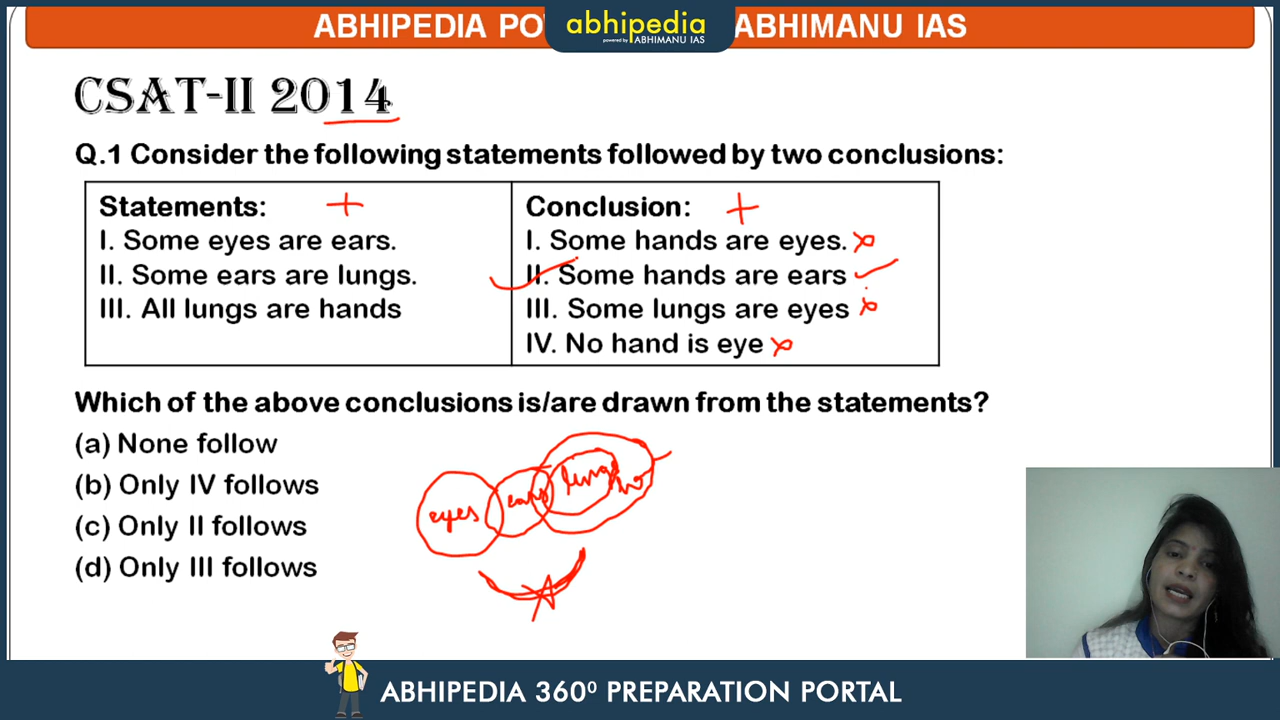 ABHIPEDIA PO
abhipedia
powered by ABHIMANU IAS
ABHIMANU IAS
CSAT-II 2014
Q.1 Consider the following statements followed by two conclusions:
Statements: +
I. Some eyes are ears.
II. Some ears are lungs.
III. All lungs are hands
Conclusion: +
I. Some hands are eyes.
II. Some hands are ears
III. Some lungs are eyes
IV. No hand is eye
Which of the above conclusions is/are drawn from the statements?
(a) None follow
(b) Only IV follows
(c) Only II follows
(d) Only III follows
eyes ears lungs
ABHIPEDIA 360⁰ PREPARATION PORTAL